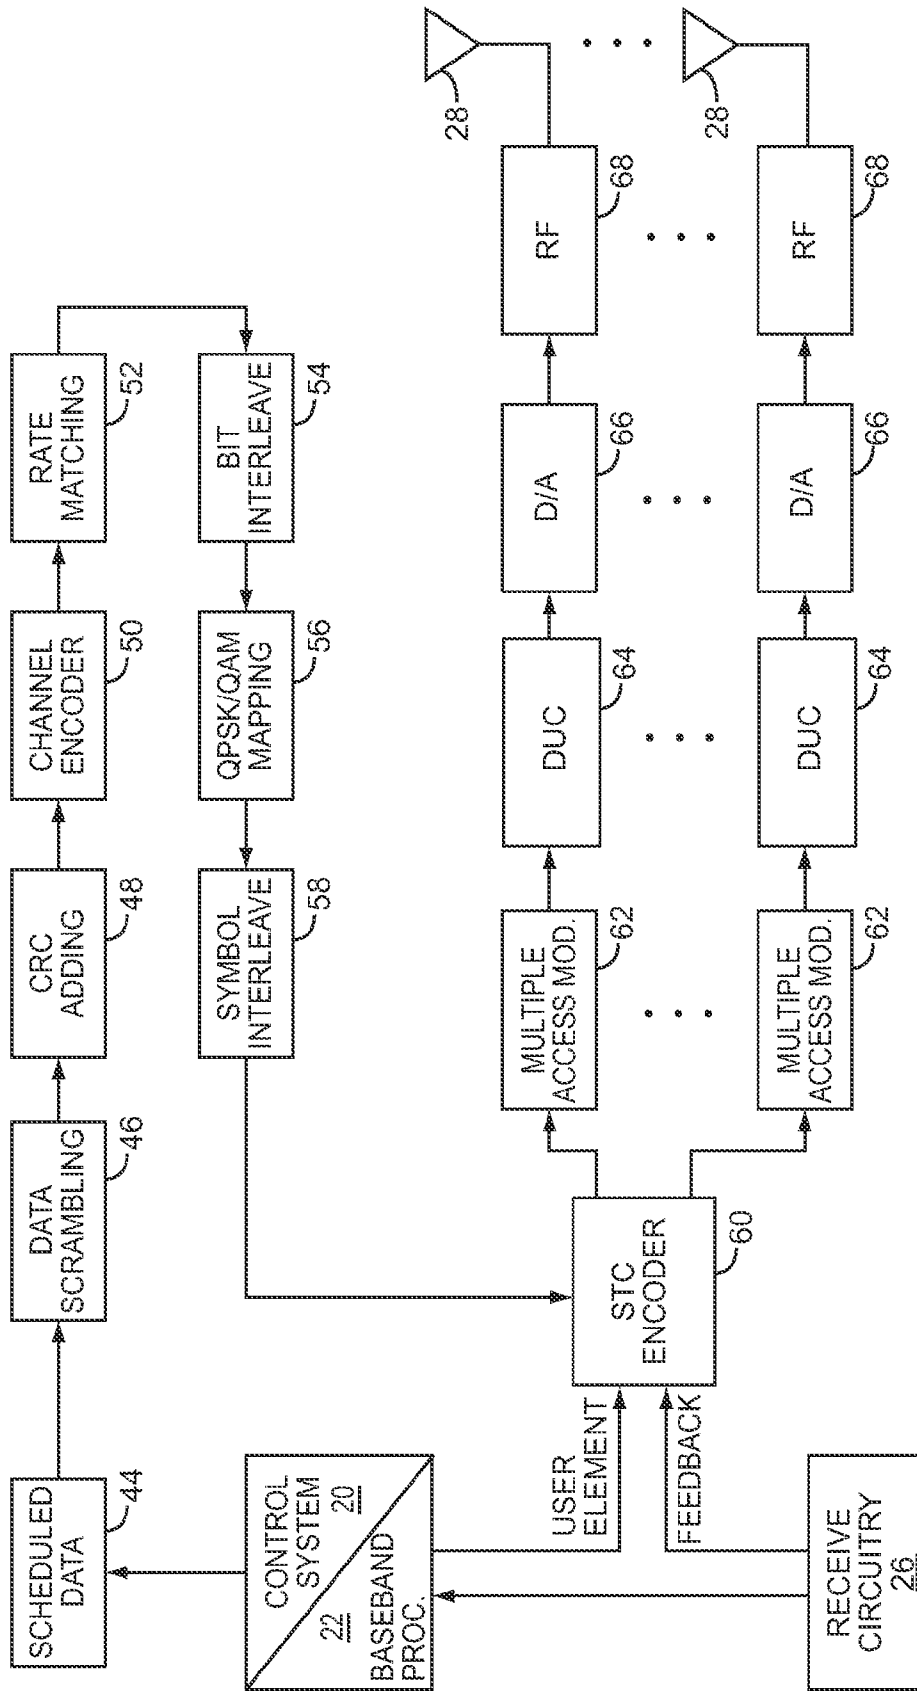 SCHEDULED
DATA
44
DATA
SCRAMBLING
46
CRC
ADDING
48
CHANNEL
ENCODER
50
RATE
MATCHING
52
BIT
INTERLEAVE
54
QPSK/QAM
MAPPING
56
SYMBOL
INTERLEAVE
58
CONTROL
SYSTEM
20
22
BASEBAND
PROC.
USER
ELEMENT
FEEDBACK
RECEIVE
CIRCUITRY
26
STC
ENCODER
60
MULTIPLE
ACCESS MOD.
62
DUC
64
D/A
66
RF
68
28
MULTIPLE
ACCESS MOD.
62
DUC
64
D/A
66
RF
68
28